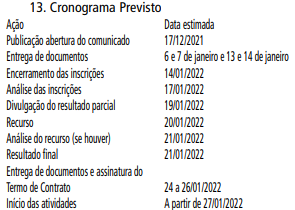 13. Cronograma Previsto
Ação Data estimada
Publicação abertura do comunicado 17/12/2021
Entrega de documentos 6 e 7 de janeiro e 13 e 14 de janeiro
Encerramento das inscrições 14/01/2022
Análise das inscrições 17/01/2022
Divulgação do resultado parcial 19/01/2022
Recurso 20/01/2022
Análise do recurso (se houver) 21/01/2022
Resultado final 21/01/2022
Entrega de documentos e assinatura do
Termo de Contrato 24 a 26/01/2022
Início das atividades A partir de 27/01/2022